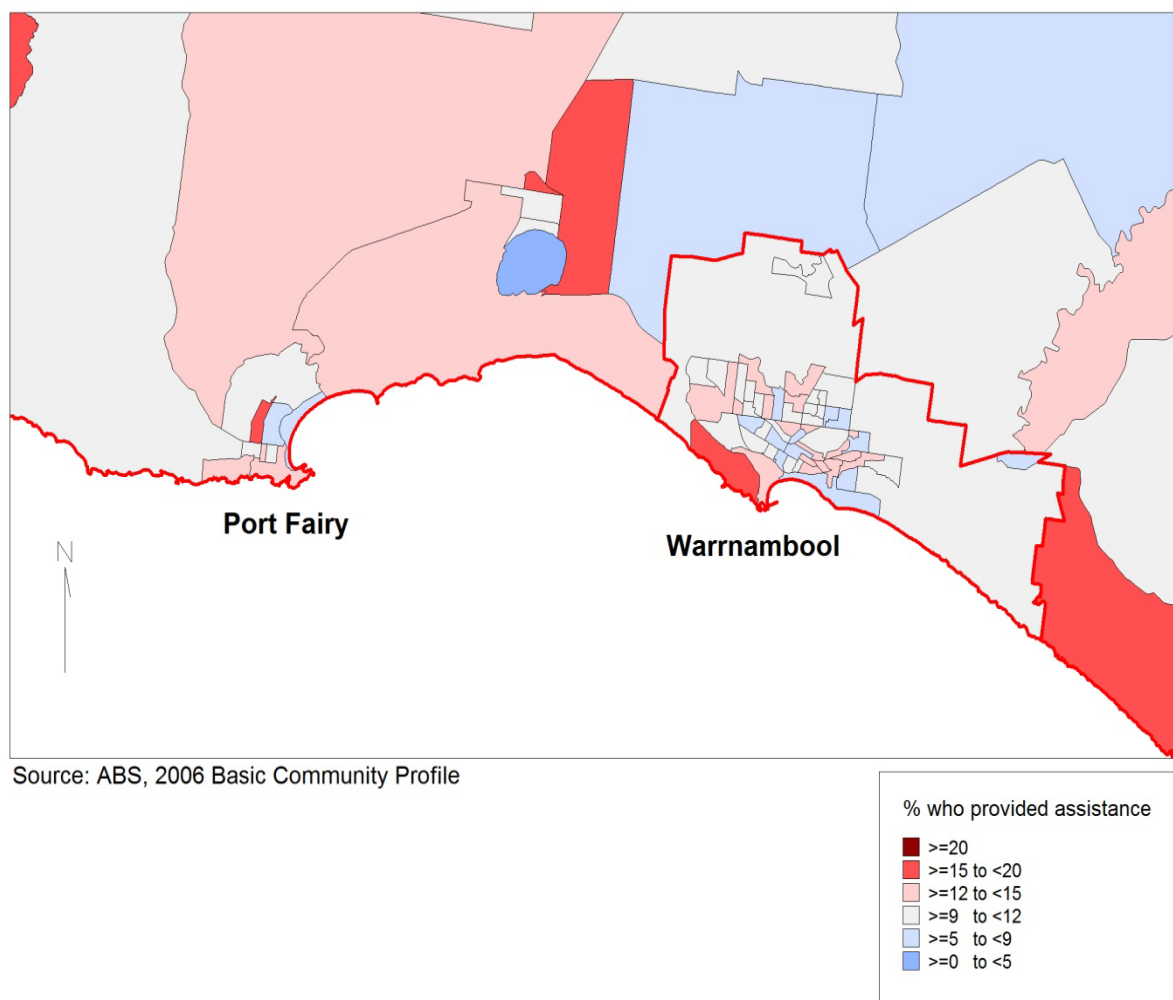 Port Fairy
Warrnambool
N
Source: ABS, 2006 Basic Community Profile
% who provided assistance
>=20
>=15 to <20
>=12 to <15
>=9 to <12
>=5 to <9
>=0 to <5